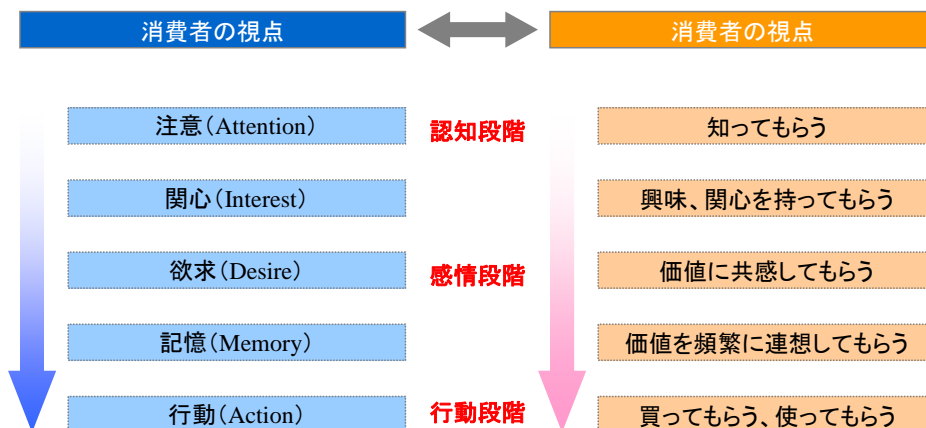 消費者の視点
消費者の視点
注意（Attention）
認知段階
知ってもらう
関心（Interest）
興味、関心を持ってもらう
欲求（Desire）
感情段階
価値に共感してもらう
記憶（Memory）
価値を頻繁に連想してもらう
行動（Action）
行動段階
買ってもらう、使ってもらう